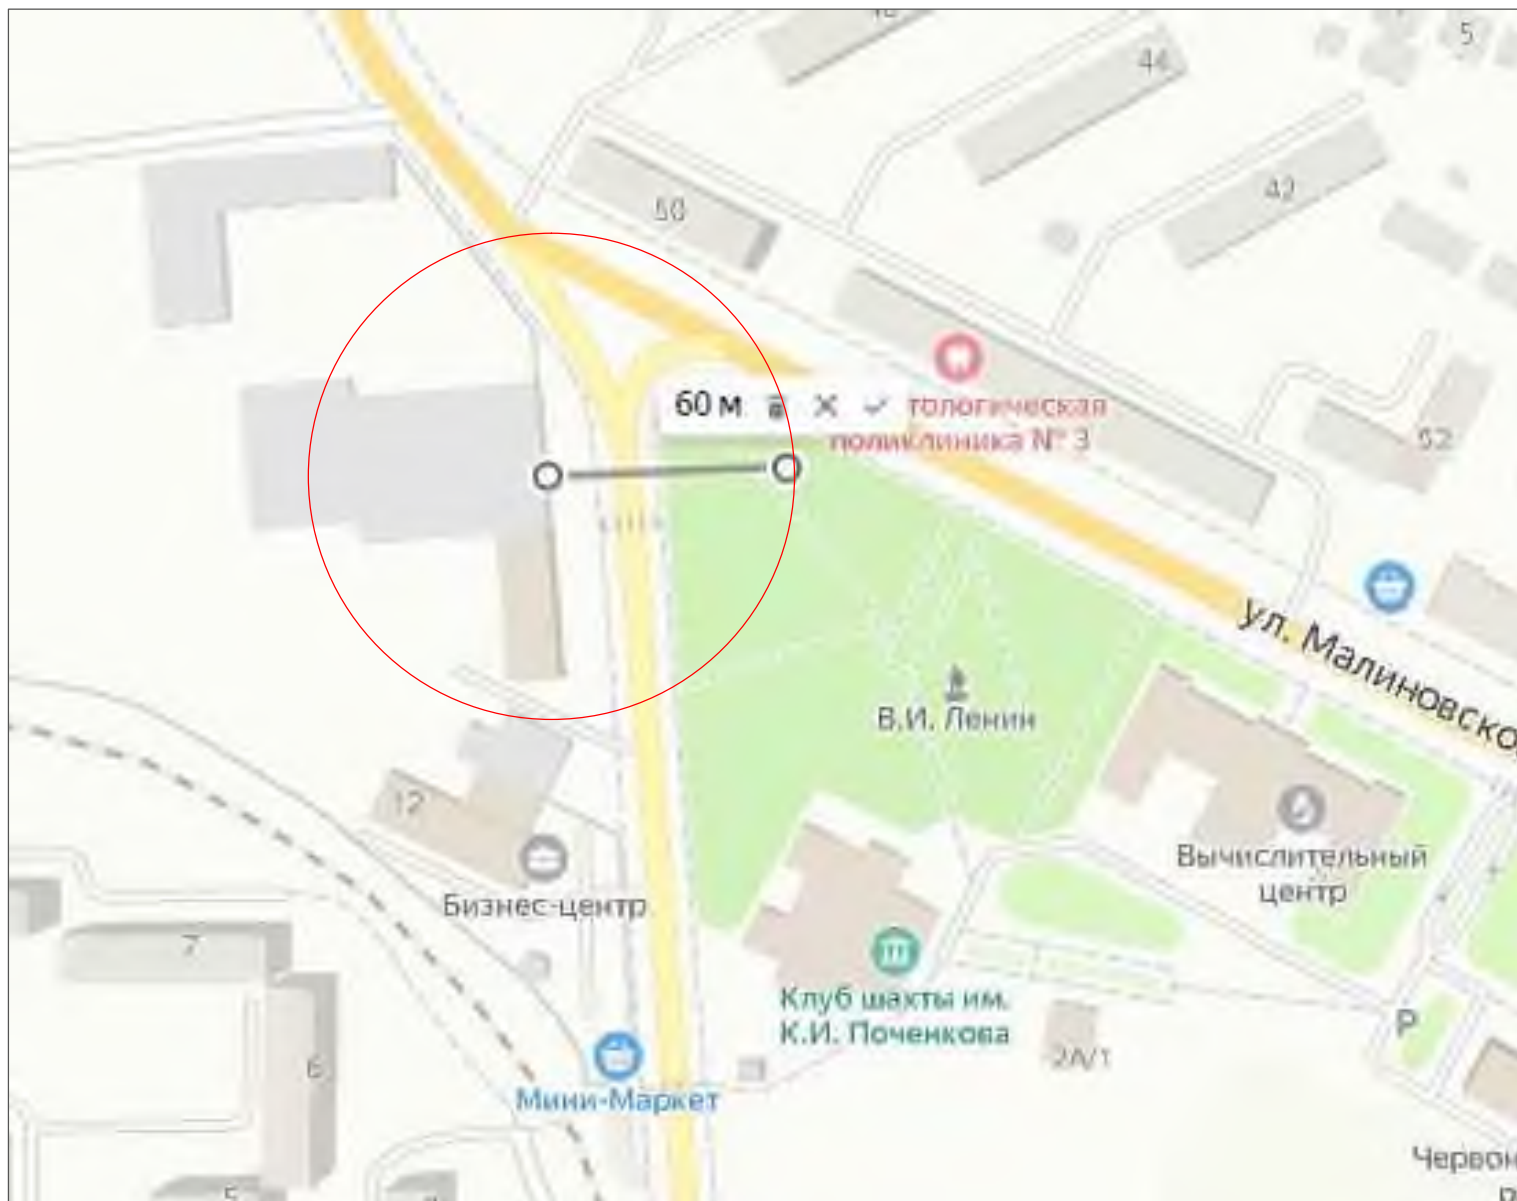 44
5
42
50
60 м
тологическая
поликлиника № 3
52
ул. Малиновско
В.И. Ленин
12
Вычислительный
центр
Бизнес-центр
7
Клуб шахты им.
К.И. Поченкова
P
2А/1
6
Мини-Маркет
Червон
5